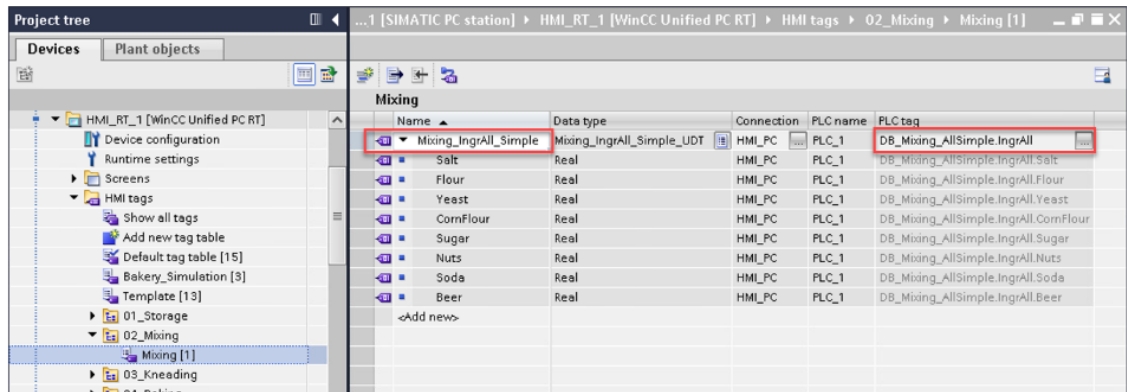 Project tree
Devices Plant objects
HMI_RT_1 [WinCC Unified PC RT]
Device configuration
Runtime settings
Screens
HMI tags
Show all tags
Add new tag table
Default tag table [15]
Bakery_Simulation [3]
Template [13]
01_Storage
02_Mixing
Mixing [1]
03_Kneading
...1 [SIMATIC PC station] HMI_RT_1 [WinCC Unified PC RT] HMI tags 02_Mixing Mixing [1]
Mixing
Name Data type Connection PLC name PLC tag
Mixing_IngrAll_Simple Mixing_IngrAll_Simple_UDT HMI_PC ... PLC_1 DB_Mixing_AllSimple.IngrAll ...
Salt Real HMI_PC PLC_1 DB_Mixing_AllSimple.IngrAll.Salt
Flour Real HMI_PC PLC_1 DB_Mixing_AllSimple.IngrAll.Flour
Yeast Real HMI_PC PLC_1 DB_Mixing_AllSimple.IngrAll.Yeast
CornFlour Real HMI_PC PLC_1 DB_Mixing_AllSimple.IngrAll.CornFlour
Sugar Real HMI_PC PLC_1 DB_Mixing_AllSimple.IngrAll.Sugar
Nuts Real HMI_PC PLC_1 DB_Mixing_AllSimple.IngrAll.Nuts
Soda Real HMI_PC PLC_1 DB_Mixing_AllSimple.IngrAll.Soda
Beer Real HMI_PC PLC_1 DB_Mixing_AllSimple.IngrAll.Beer
<Add new>